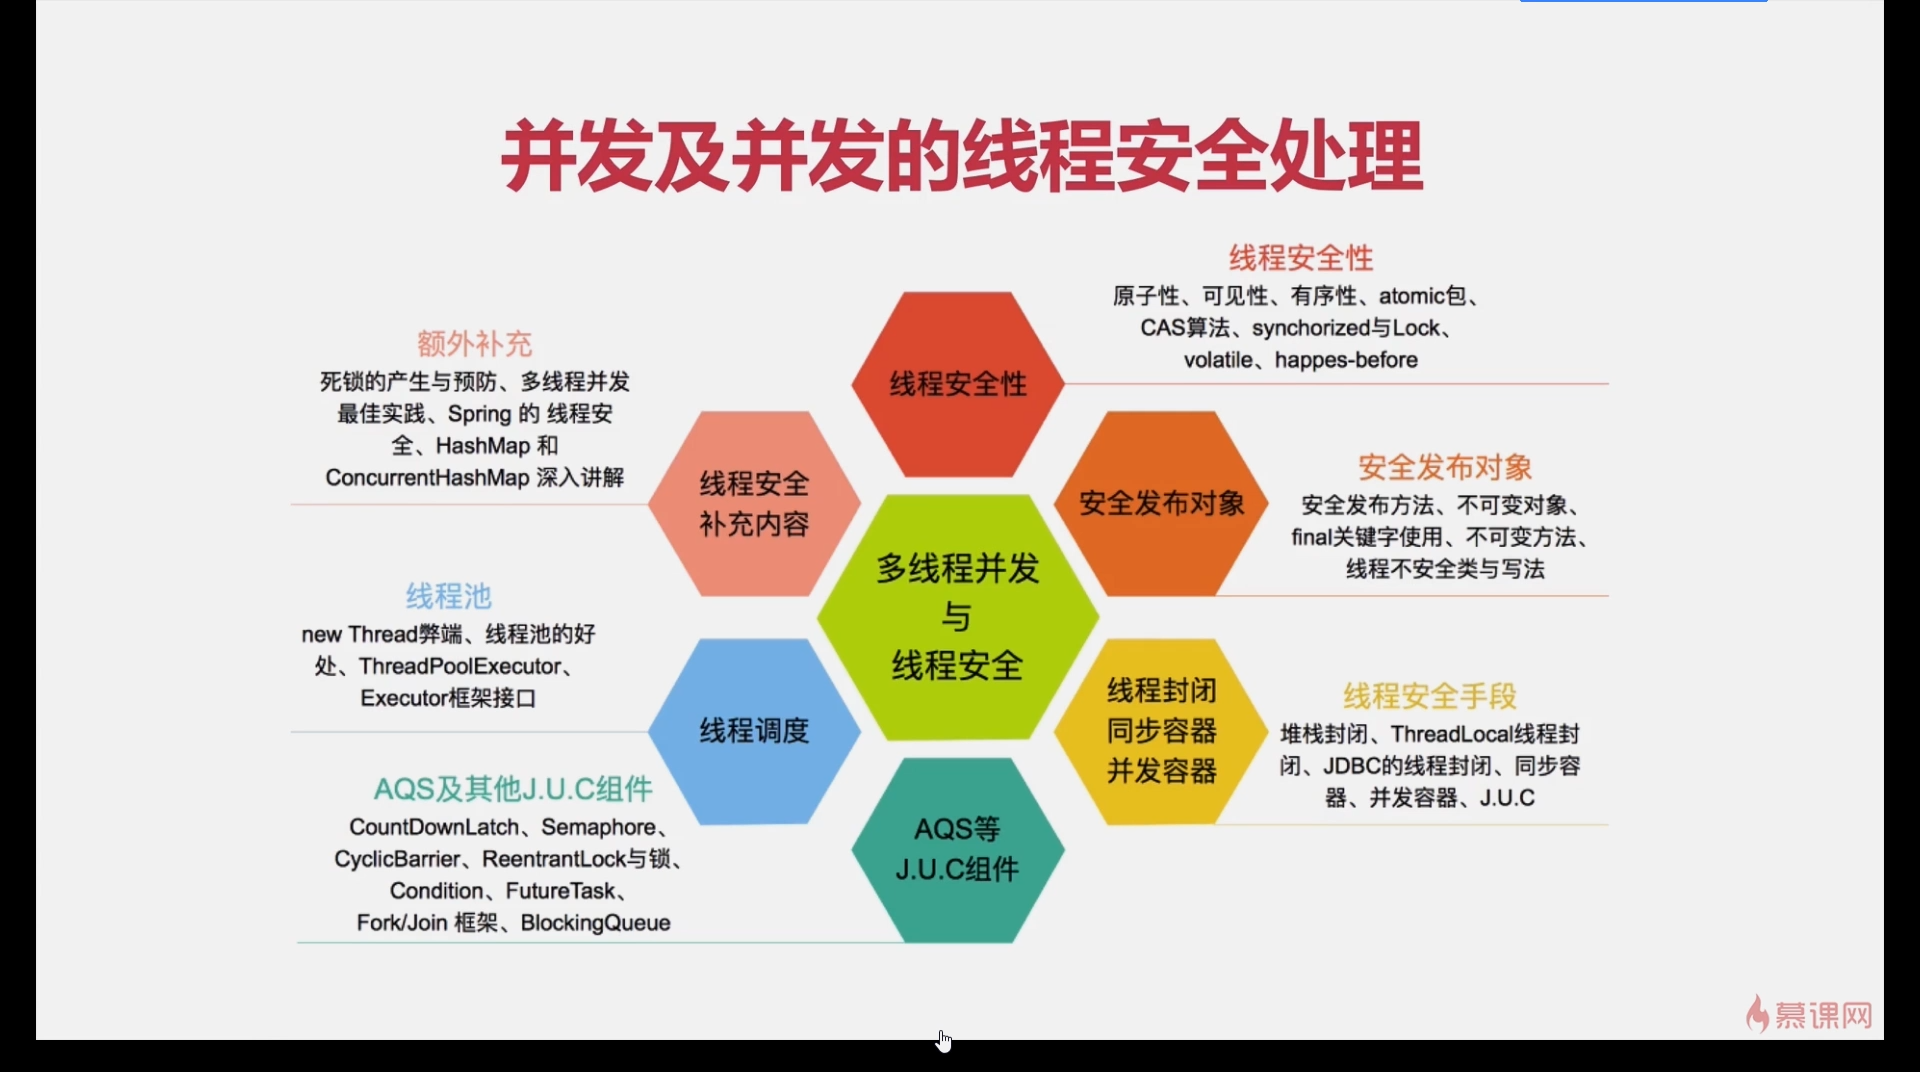 并发及并发的线程安全处理
线程安全性
原子性、可见性、有序性、atomic包、
CAS算法、synchorized与Lock、
volatile、happes-before
额外补充
死锁的产生与预防、多线程并发
最佳实践、Spring 的 线程安
全、HashMap 和
ConcurrentHashMap 深入讲解
线程安全性
线程安全
补充内容
安全发布对象
安全发布对象
安全发布方法、不可变对象、
final关键字使用、不可变方法、
线程不安全类与写法
多线程并发
与
线程安全
线程池
new Thread弊端、线程池的好
处、ThreadPoolExecutor、
Executor框架接口
线程调度
线程封闭
同步容器
并发容器
线程安全手段
堆栈封闭、ThreadLocal线程封
闭、JDBC的线程封闭、同步容
器、并发容器、J.U.C
AQS及其他J.U.C组件
CountDownLatch、Semaphore、
CyclicBarrier、ReentrantLock与锁、
Condition、FutureTask、
Fork/Join 框架、BlockingQueue
AQS等
J.U.C组件
慕课网